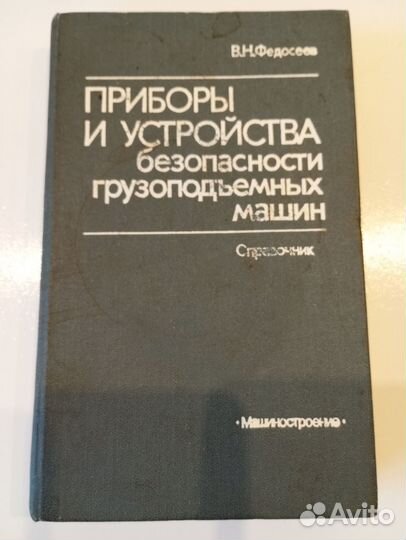 В.Н.Федосеев
ПРИБОРЫ
И УСТРОЙСТВА
безопасности
грузоподъемных
машин
Справочник
·Машиностроение·
Avito